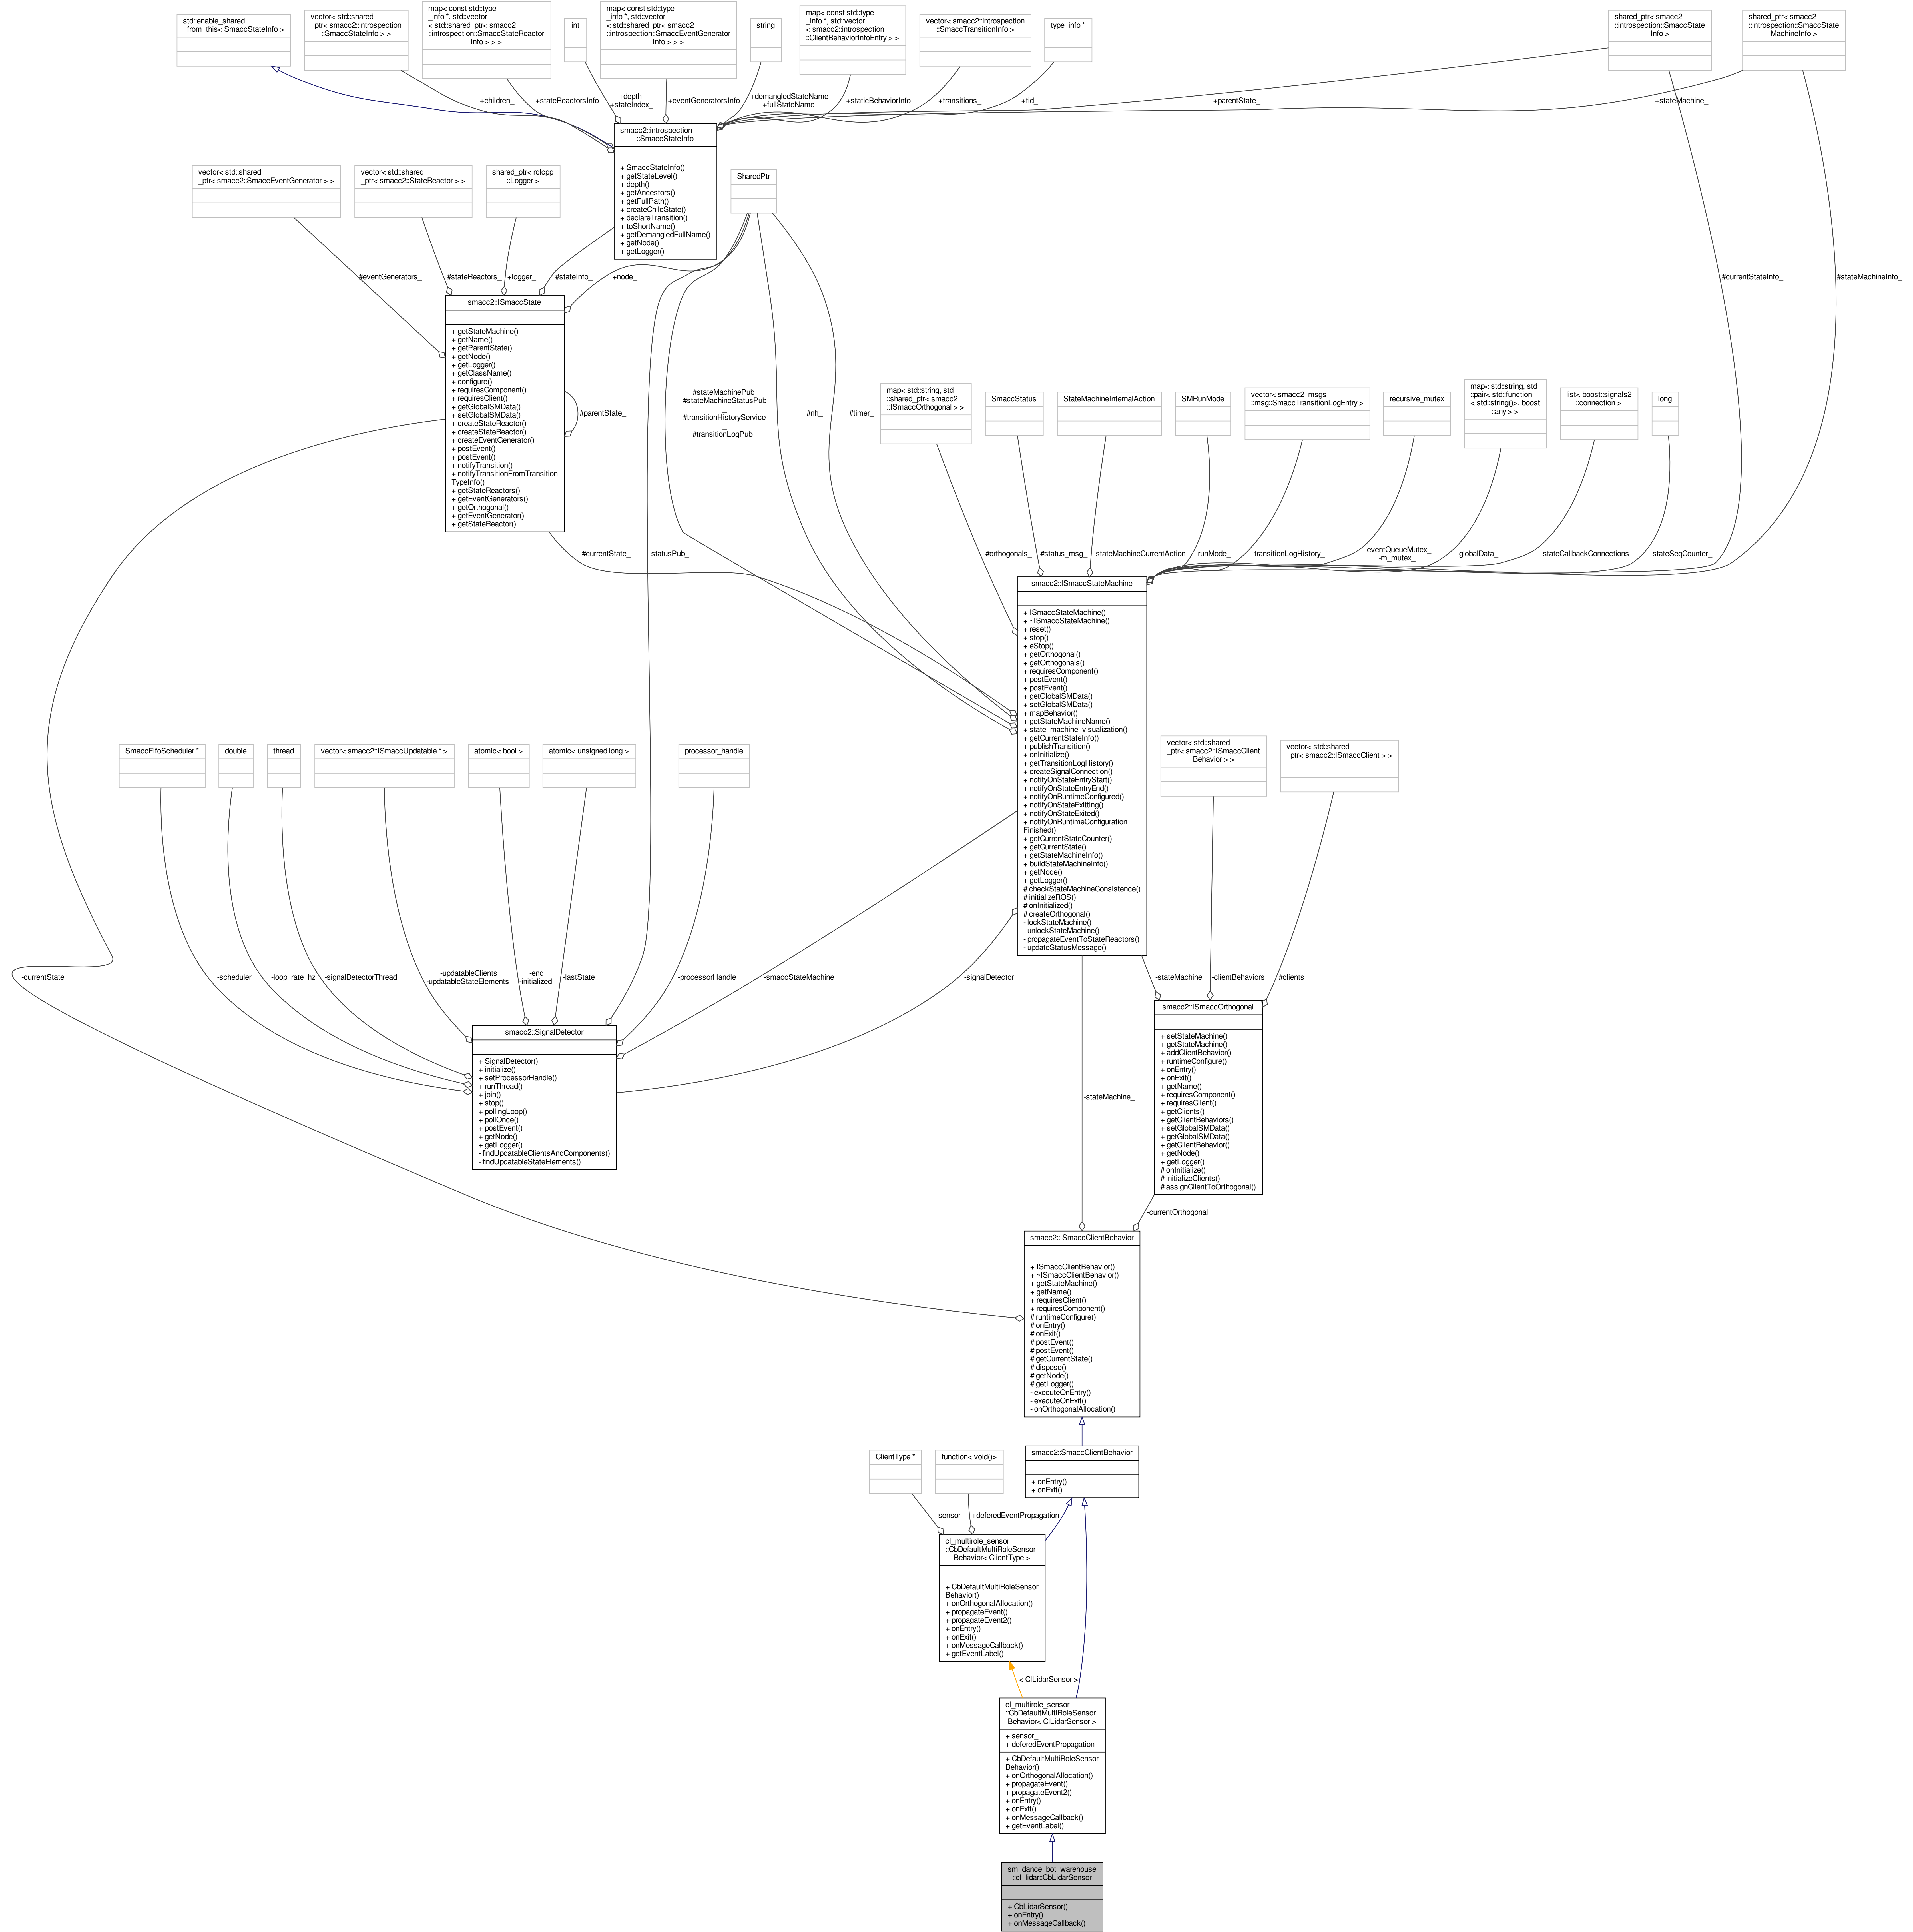 std::enable_shared
_from_this< SmaccStateInfo >
vector< std::shared
_ptr< smacc2::introspection
::SmaccStateInfo > >
map< const std::type
_info *, std::vector
< std::shared_ptr< smacc2
::introspection::SmaccStateReactor
Info > > >
int
map< const std::type
_info *, std::vector
< std::shared_ptr< smacc2
::introspection::SmaccEventGenerator
Info > > >
string
map< const std::type
_info *, std::vector
< smacc2::introspection
::ClientBehaviorInfoEntry > >
vector< smacc2::introspection
::SmaccTransitionInfo >
type_info *
shared_ptr< smacc2
::introspection::SmaccState
Info >
shared_ptr< smacc2
::introspection::SmaccState
MachineInfo >
+children_
+stateReactorsInfo
+depth_
+stateIndex_
+eventGeneratorsInfo
+demangledStateName
+fullStateName
+staticBehaviorInfo
+transitions_
+tid_
+parentState_
+stateMachine_
smacc2::introspection
::SmaccStateInfo
+ SmaccStateInfo()
+ getStateLevel()
+ depth()
+ getAncestors()
+ getFullPath()
+ createChildState()
+ declareTransition()
+ toShortName()
+ getDemangledFullName()
+ getNode()
+ getLogger()
vector< std::shared
_ptr< smacc2::SmaccEventGenerator > >
vector< std::shared
_ptr< smacc2::StateReactor > >
shared_ptr< rclcpp
::Logger >
SharedPtr
#eventGenerators_
#stateReactors_
+logger_
#stateInfo_
+node_
#currentStateInfo_
#stateMachineInfo_
smacc2::ISmaccState
+ getStateMachine()
+ getName()
+ getParentState()
+ getNode()
+ getLogger()
+ getClassName()
+ configure()
+ requiresComponent()
+ requiresClient()
+ getGlobalSMData()
+ setGlobalSMData()
+ createStateReactor()
+ createStateReactor()
+ createEventGenerator()
+ postEvent()
+ postEvent()
+ notifyTransition()
+ notifyTransitionFromTransition
TypeInfo()
+ getStateReactors()
+ getEventGenerators()
+ getOrthogonal()
+ getEventGenerator()
+ getStateReactor()
#parentState_
#stateMachinePub_
#stateMachineStatusPub
_
#transitionHistoryService
_
#transitionLogPub_
#nh_
#timer_
map< std::string, std
::shared_ptr< smacc2
::ISmaccOrthogonal > >
SmaccStatus
StateMachineInternalAction
SMRunMode
vector< smacc2_msgs
::msg::SmaccTransitionLogEntry >
recursive_mutex
map< std::string, std
::pair< std::function
< std::string()>, boost
::any > >
list< boost::signals2
::connection >
long
#currentState_
-statusPub_
#orthogonals_
#status_msg_
-stateMachineCurrentAction
-runMode_
-transitionLogHistory_
-eventQueueMutex_
-m_mutex_
-globalData_
-stateCallbackConnections
-stateSeqCounter_
smacc2::ISmaccStateMachine
+ ISmaccStateMachine()
+ ~ISmaccStateMachine()
+ reset()
+ stop()
+ eStop()
+ getOrthogonal()
+ getOrthogonals()
+ requiresComponent()
+ postEvent()
+ postEvent()
+ getGlobalSMData()
+ setGlobalSMData()
+ mapBehavior()
+ getStateMachineName()
+ state_machine_visualization()
+ getCurrentStateInfo()
+ publishTransition()
+ onInitialize()
+ getTransitionLogHistory()
+ createSignalConnection()
+ notifyOnStateEntryStart()
+ notifyOnStateEntryEnd()
+ notifyOnRuntimeConfigured()
+ notifyOnStateExitting()
+ notifyOnStateExited()
+ notifyOnRuntimeConfiguration
Finished()
+ getCurrentStateCounter()
+ getCurrentState()
+ getStateMachineInfo()
+ buildStateMachineInfo()
+ getNode()
+ getLogger()
# checkStateMachineConsistence()
# initializeROS()
# onInitialized()
# createOrthogonal()
- lockStateMachine()
- unlockStateMachine()
- propagateEventToStateReactors()
- updateStatusMessage()
SmaccFifoScheduler *
double
thread
vector< smacc2::ISmaccUpdatable * >
atomic< bool >
atomic< unsigned long >
processor_handle
vector< std::shared
_ptr< smacc2::ISmaccClient
Behavior > >
vector< std::shared
_ptr< smacc2::ISmaccClient > >
-currentState
-scheduler_
-loop_rate_hz
-signalDetectorThread_
-updatableClients_
-updatableStateElements_
-end_
-initialized_
-lastState_
-processorHandle_
-smaccStateMachine_
-signalDetector_
-stateMachine_
-clientBehaviors_
#clients_
smacc2::SignalDetector
+ SignalDetector()
+ initialize()
+ setProcessorHandle()
+ runThread()
+ join()
+ stop()
+ pollingLoop()
+ pollOnce()
+ postEvent()
+ getNode()
+ getLogger()
- findUpdatableClientsAndComponents()
- findUpdatableStateElements()
smacc2::ISmaccOrthogonal
+ setStateMachine()
+ getStateMachine()
+ addClientBehavior()
+ runtimeConfigure()
+ onEntry()
+ onExit()
+ getName()
+ requiresComponent()
+ requiresClient()
+ getClients()
+ getClientBehaviors()
+ setGlobalSMData()
+ getGlobalSMData()
+ getClientBehavior()
+ getNode()
+ getLogger()
# onInitialize()
# initializeClients()
# assignClientToOrthogonal()
-stateMachine_
-currentOrthogonal
smacc2::ISmaccClientBehavior
+ ISmaccClientBehavior()
+ ~ISmaccClientBehavior()
+ getStateMachine()
+ getName()
+ requiresClient()
+ requiresComponent()
# runtimeConfigure()
# onEntry()
# onExit()
# postEvent()
# postEvent()
# getCurrentState()
# dispose()
# getNode()
# getLogger()
- executeOnEntry()
- executeOnExit()
- onOrthogonalAllocation()
ClientType *
function< void()>
smacc2::SmaccClientBehavior
+ onEntry()
+ onExit()
+sensor_
+deferedEventPropagation
cl_multirole_sensor
::CbDefaultMultiRoleSensor
Behavior< ClientType >
+ CbDefaultMultiRoleSensor
Behavior()
+ onOrthogonalAllocation()
+ propagateEvent()
+ propagateEvent2()
+ onEntry()
+ onExit()
+ onMessageCallback()
+ getEventLabel()
< ClLidarSensor >
cl_multirole_sensor
::CbDefaultMultiRoleSensor
Behavior< ClLidarSensor >
+ sensor_
+ deferedEventPropagation
+ CbDefaultMultiRoleSensor
Behavior()
+ onOrthogonalAllocation()
+ propagateEvent()
+ propagateEvent2()
+ onEntry()
+ onExit()
+ onMessageCallback()
+ getEventLabel()
sm_dance_bot_warehouse
::cl_lidar::CbLidarSensor
+ CbLidarSensor()
+ onEntry()
+ onMessageCallback()